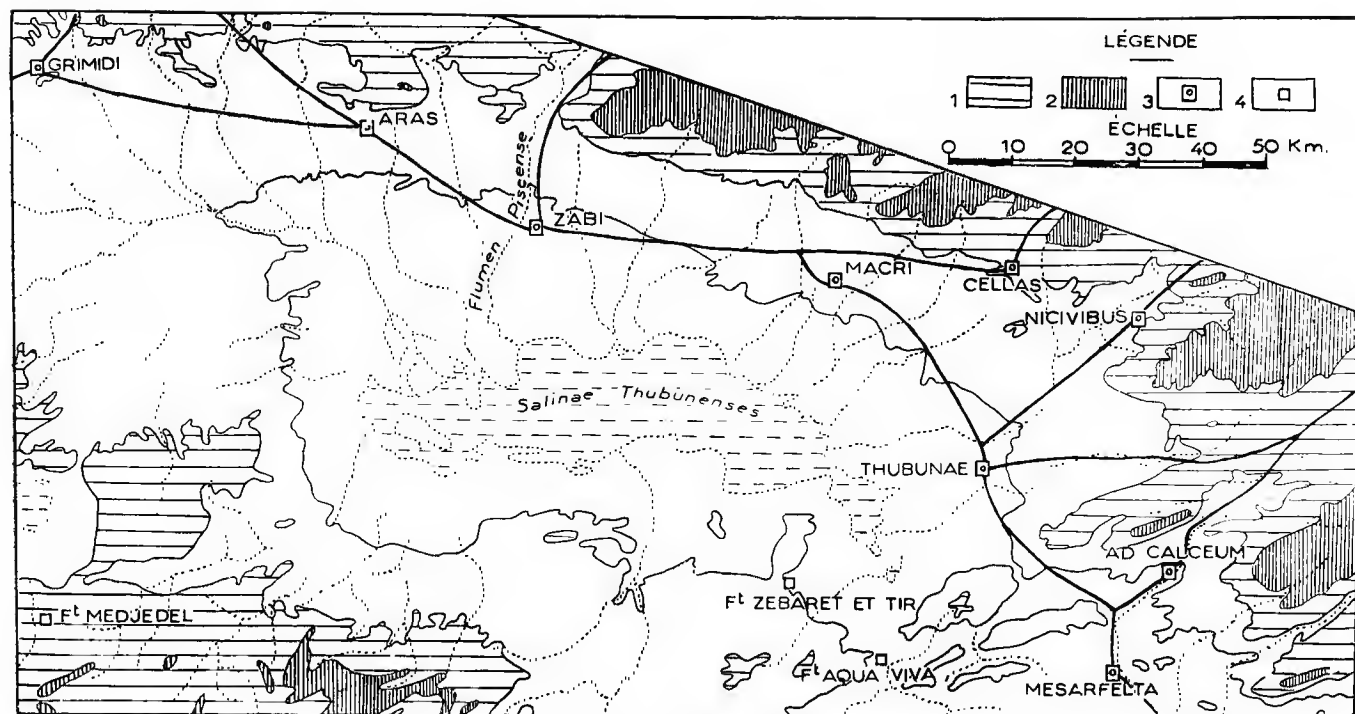 LÉGENDE
1 2 3 4
ÉCHELLE
0 10 20 30 40 50 Km.
GRIMIDI
ARAS
Flumen Piscense
ZABI
MACRI
CELLAS
NICIVIBUS
Salinae Thubunenses
THUBUNAE
AD CALCEUM
Ft ZEBARET ET TIR
Ft MEDJEDEL
Ft AQUA VIVA
MESARFELTA